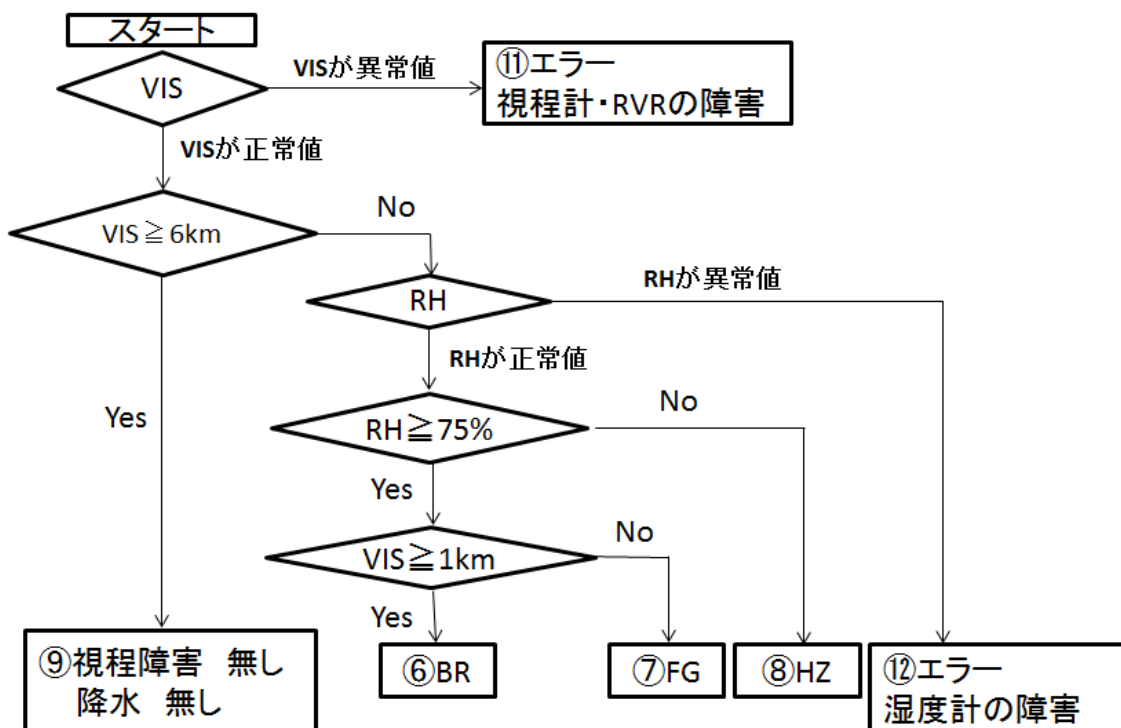 スタート
VIS
VISが異常値
⑪エラー
視程計・RVRの障害
VISが正常値
VIS≧6km
No
RH
RHが異常値
RHが正常値
Yes
RH≧75%
No
Yes
VIS≧1km
No
Yes
⑨視程障害　無し
降水　無し
⑥BR
⑦FG
⑧HZ
⑫エラー
湿度計の障害